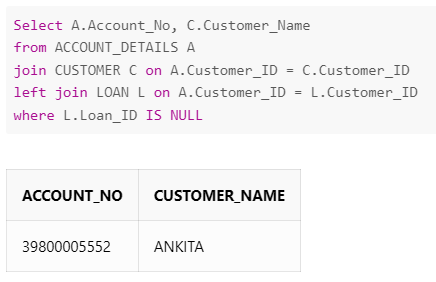 Select A.Account_No, C.Customer_Name
from ACCOUNT_DETAILS A
join CUSTOMER C on A.Customer_ID = C.Customer_ID
left join LOAN L on A.Customer_ID = L.Customer_ID
where L.Loan_ID IS NULL
ACCOUNT_NO CUSTOMER_NAME
39800005552 ANKITA